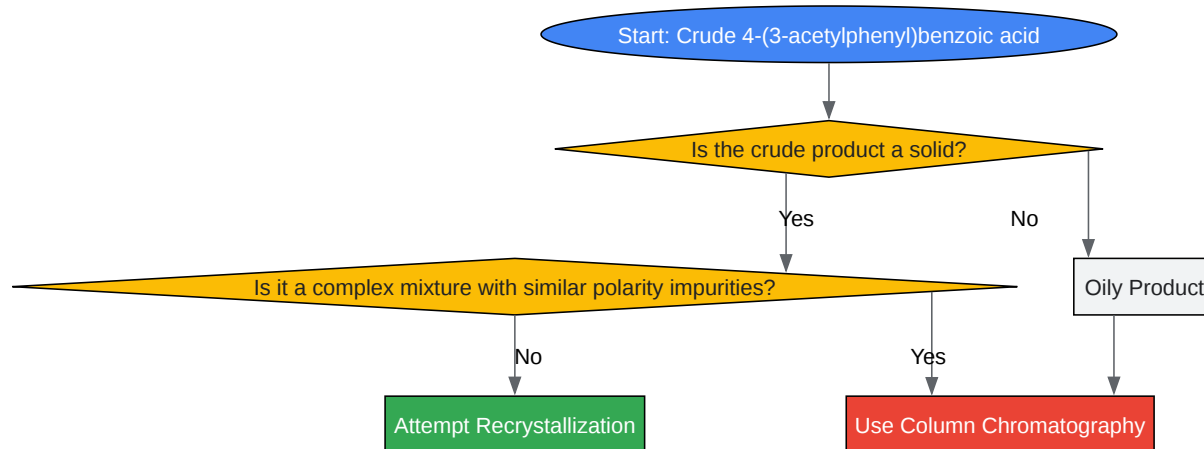 Start: Crude 4-(3-acetylphenyl)benzoic acid
Is the crude product a solid?
Yes
No
Is it a complex mixture with similar polarity impurities?
Oily Product
No
Yes
Attempt Recrystallization
Use Column Chromatography